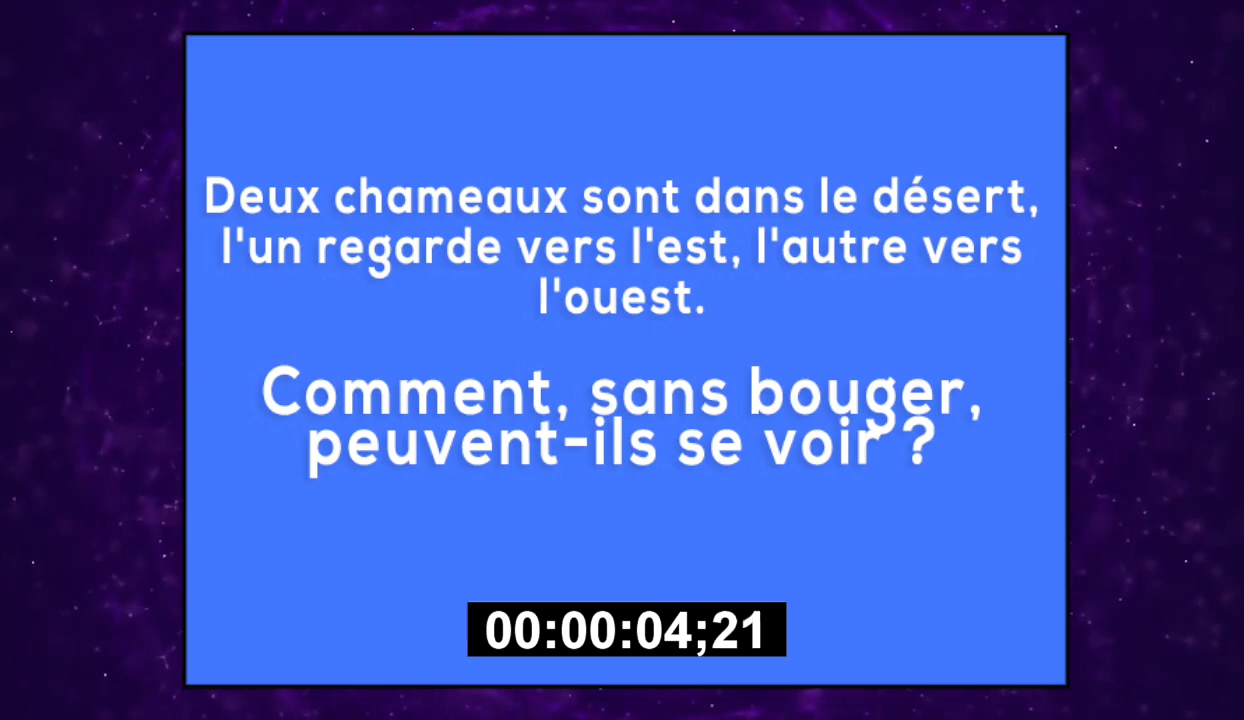 Deux chameaux sont dans le désert,
l'un regarde vers l'est, l'autre vers
l'ouest.
Comment, sans bouger,
peuvent-ils se voir ?
00:00:04;21